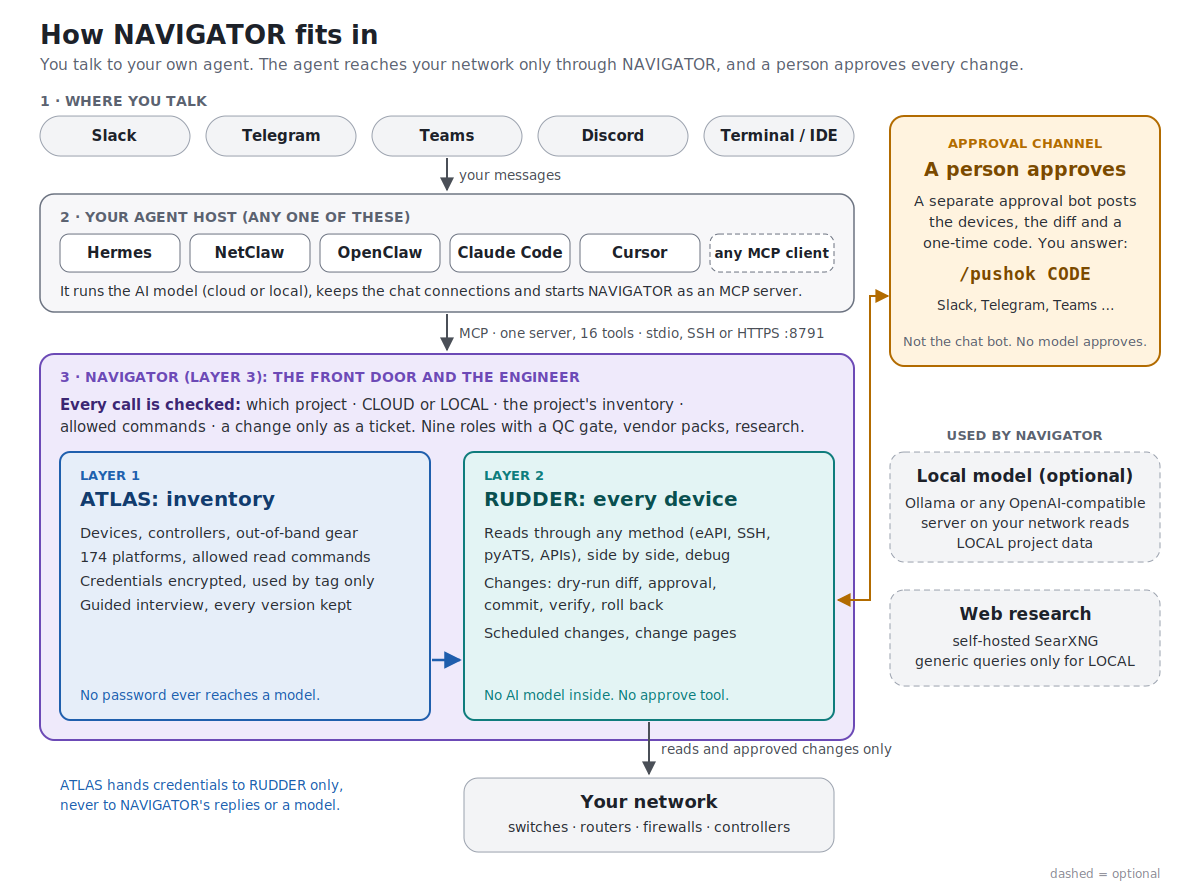 How NAVIGATOR fits in
You talk to your own agent. The agent reaches your network only through NAVIGATOR, and a person approves every change.
1 · WHERE YOU TALK
Slack
Telegram
Teams
Discord
Terminal / IDE
your messages
2 · YOUR AGENT HOST (ANY ONE OF THESE)
Hermes
NetClaw
OpenClaw
Claude Code
Cursor
any MCP client
It runs the AI model (cloud or local), keeps the chat connections and starts NAVIGATOR as an MCP server.
MCP · one server, 16 tools · stdio, SSH or HTTPS :8791
APPROVAL CHANNEL
A person approves
A separate approval bot posts
the devices, the diff and a
one-time code. You answer:
/pushok CODE
Slack, Telegram, Teams ...
Not the chat bot. No model approves.
3 · NAVIGATOR (LAYER 3): THE FRONT DOOR AND THE ENGINEER
Every call is checked: which project · CLOUD or LOCAL · the project's inventory ·
allowed commands · a change only as a ticket. Nine roles with a QC gate, vendor packs, research.
LAYER 1
ATLAS: inventory
Devices, controllers, out-of-band gear
174 platforms, allowed read commands
Credentials encrypted, used by tag only
Guided interview, every version kept
No password ever reaches a model.
LAYER 2
RUDDER: every device
Reads through any method (eAPI, SSH,
pyATS, APIs), side by side, debug
Changes: dry-run diff, approval,
commit, verify, roll back
Scheduled changes, change pages
No AI model inside. No approve tool.
USED BY NAVIGATOR
Local model (optional)
Ollama or any OpenAI-compatible
server on your network reads
LOCAL project data
Web research
self-hosted SearXNG
generic queries only for LOCAL
reads and approved changes only
ATLAS hands credentials to RUDDER only,
never to NAVIGATOR's replies or a model.
Your network
switches · routers · firewalls · controllers
dashed = optional